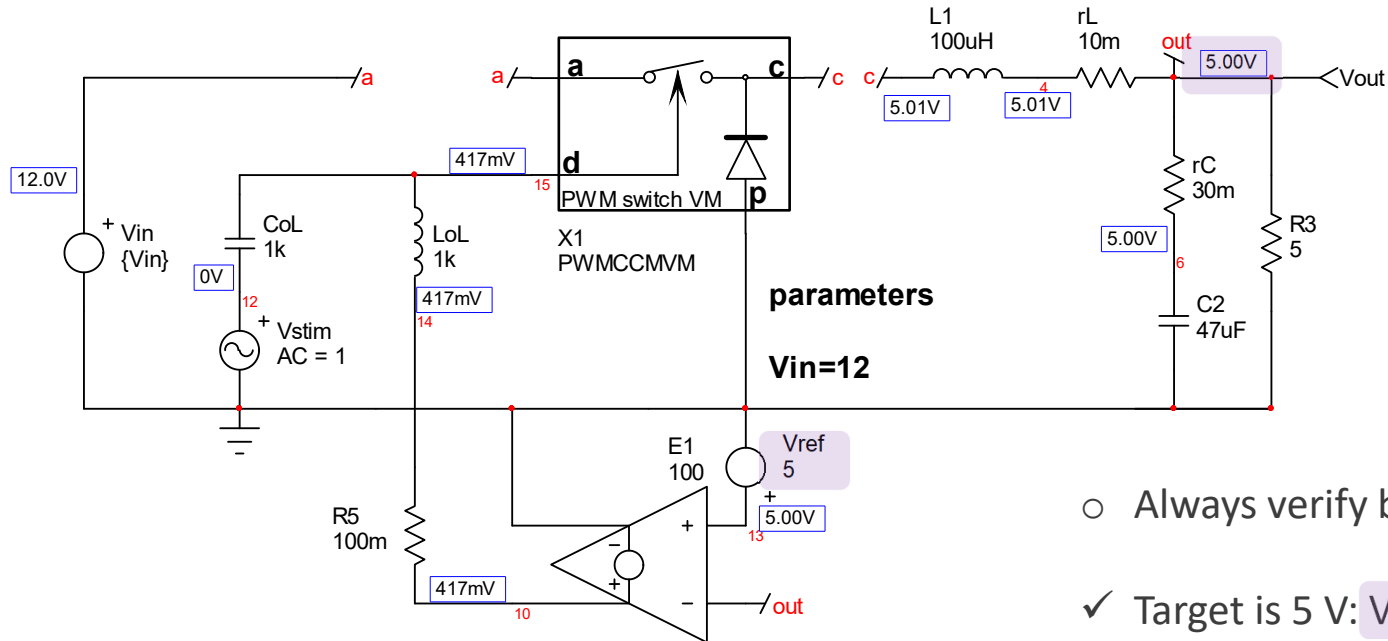 L1
100uH
rL
10m
out
5.00V
Vout
a
a
a
c
c
c
5.01V
4
5.01V
12.0V
417mV
15
d
PWM switch VM
p
rC
30m
Vin
{Vin}
+
CoL
1k
LoL
1k
X1
PWMCCMVM
5.00V
6
R3
5
0V
12
417mV
14
+
Vstim
AC = 1
parameters
C2
47uF
Vin=12
E1
100
Vref
5
+
5.00V
13
R5
100m
+
−
+
−
417mV
10
out
○ Always verify b
✓ Target is 5 V: V